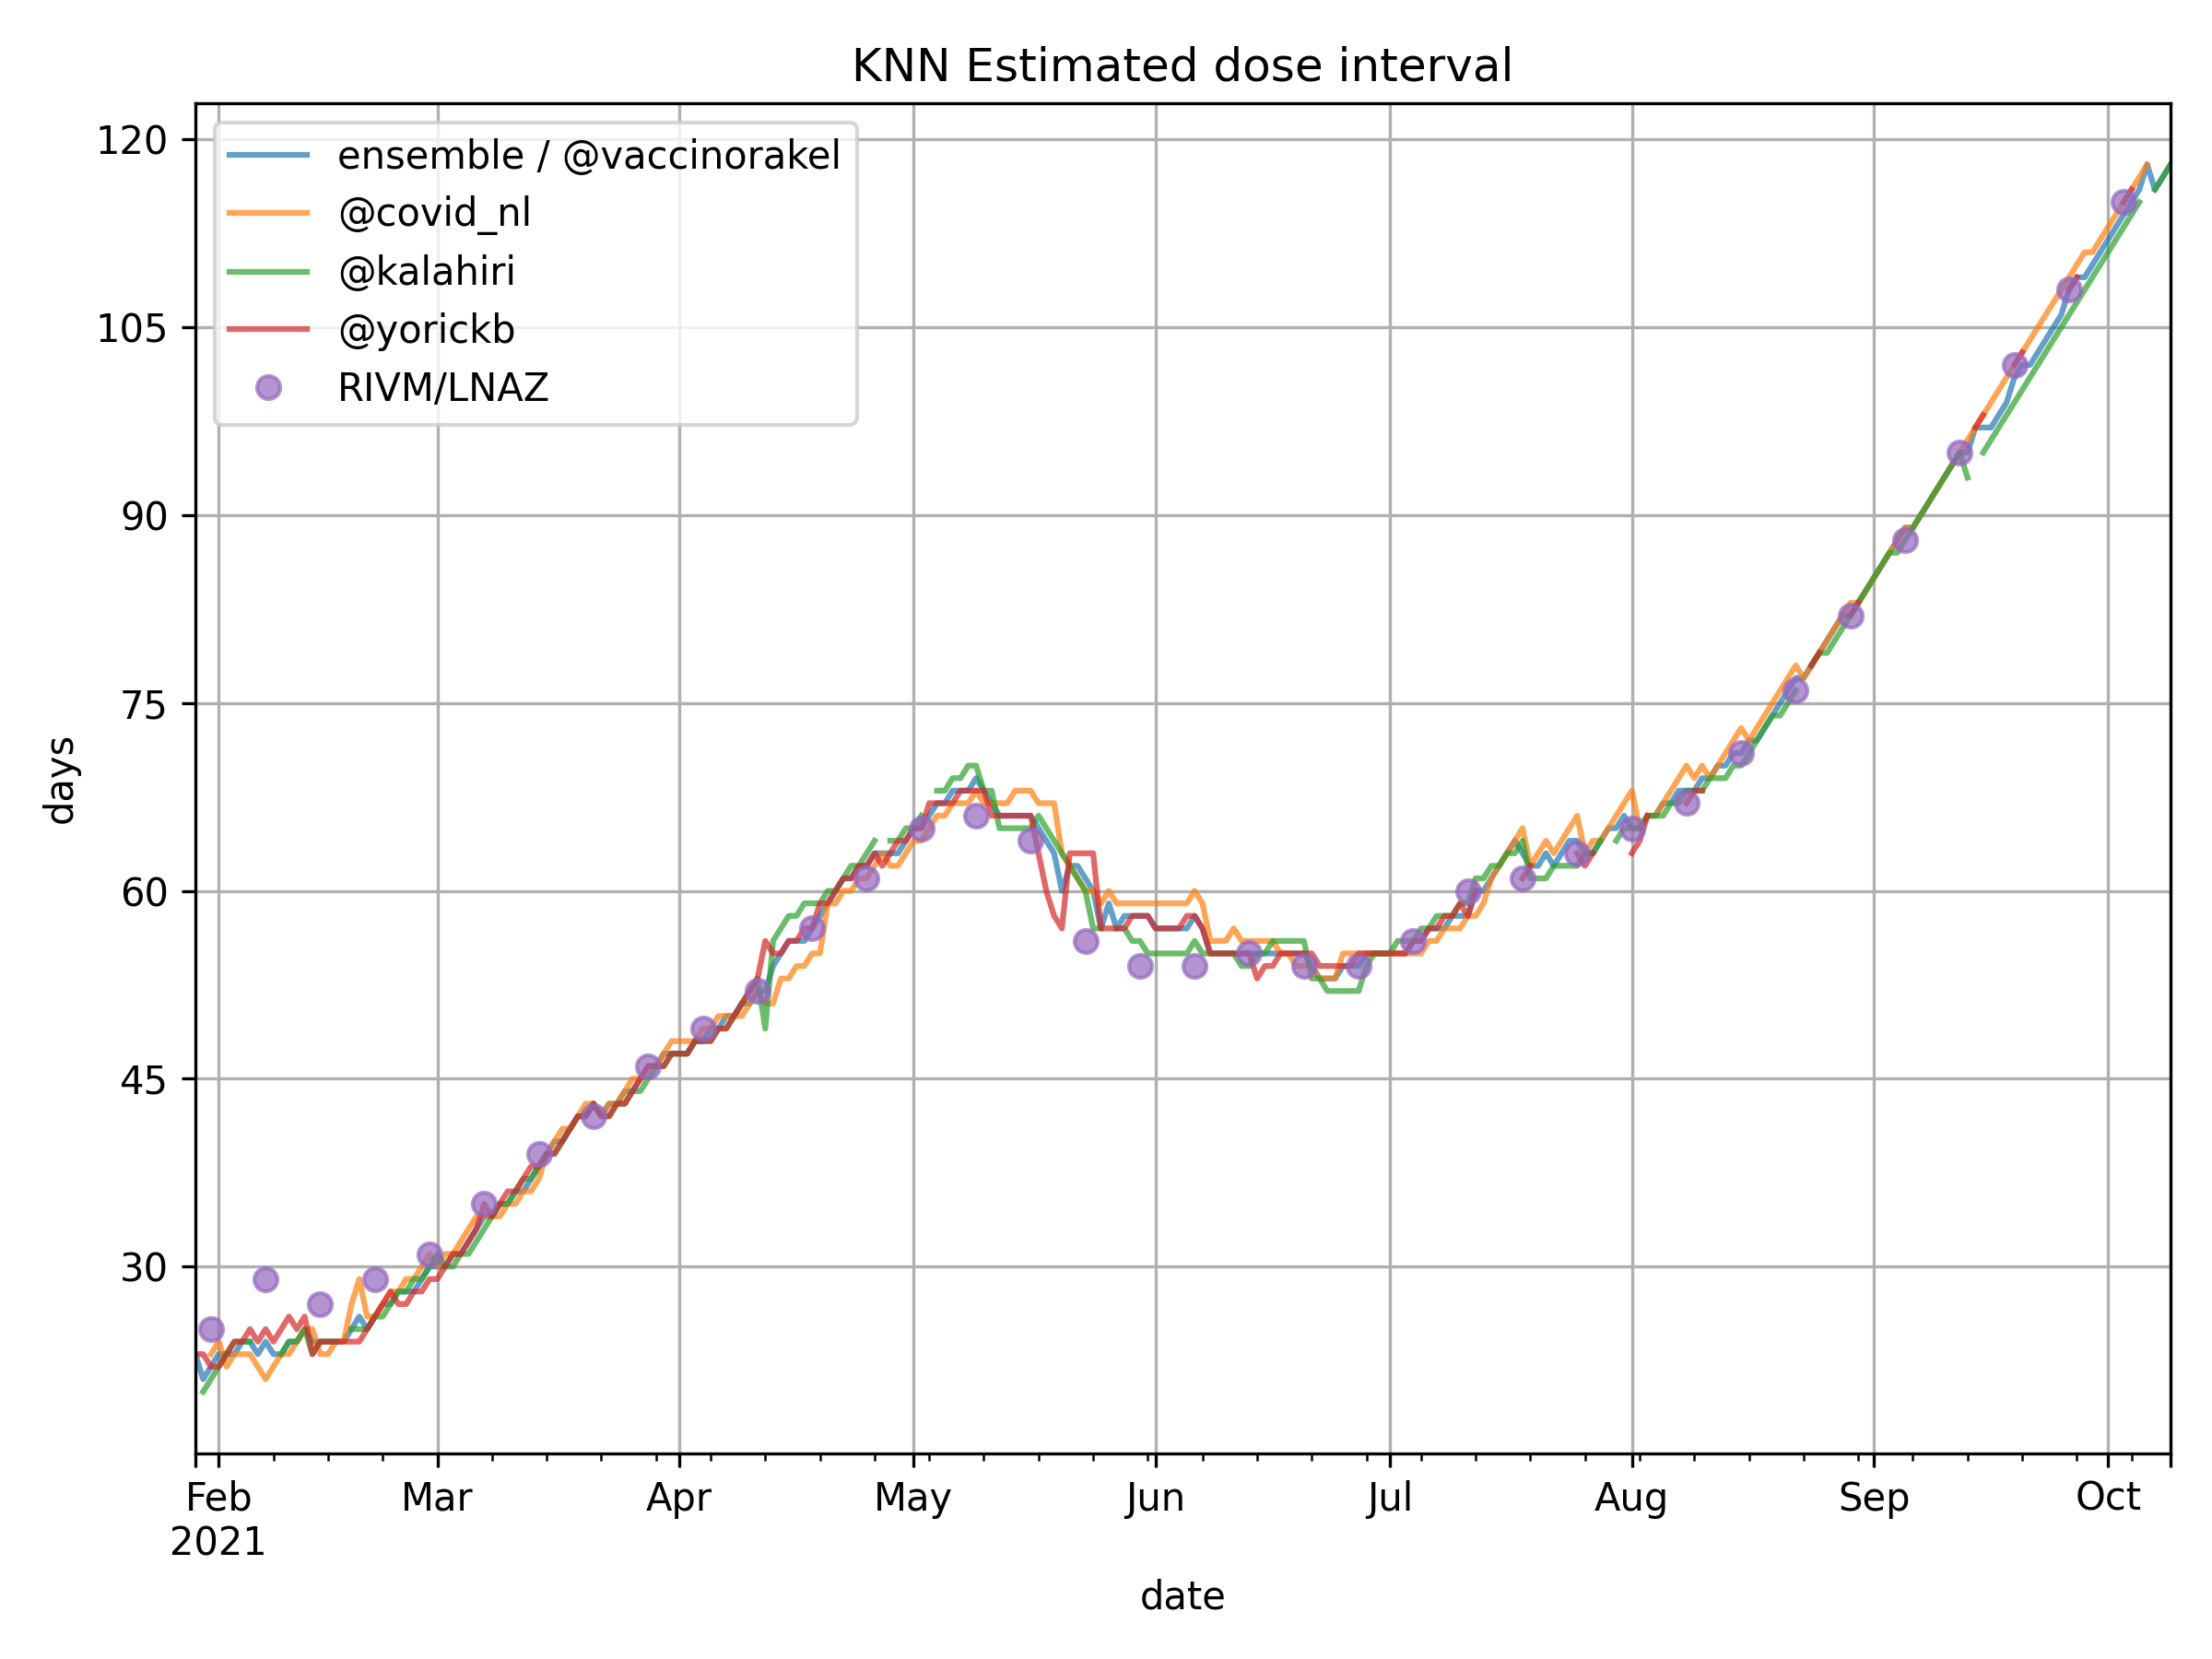 KNN Estimated dose interval
ensemble / @vaccinorakel
@covid_nl
@kalahiri
@yorickb
RIVM/LNAZ
120
105
90
75
60
45
30
days
Feb Mar Apr May Jun Jul Aug Sep Oct
2021
date